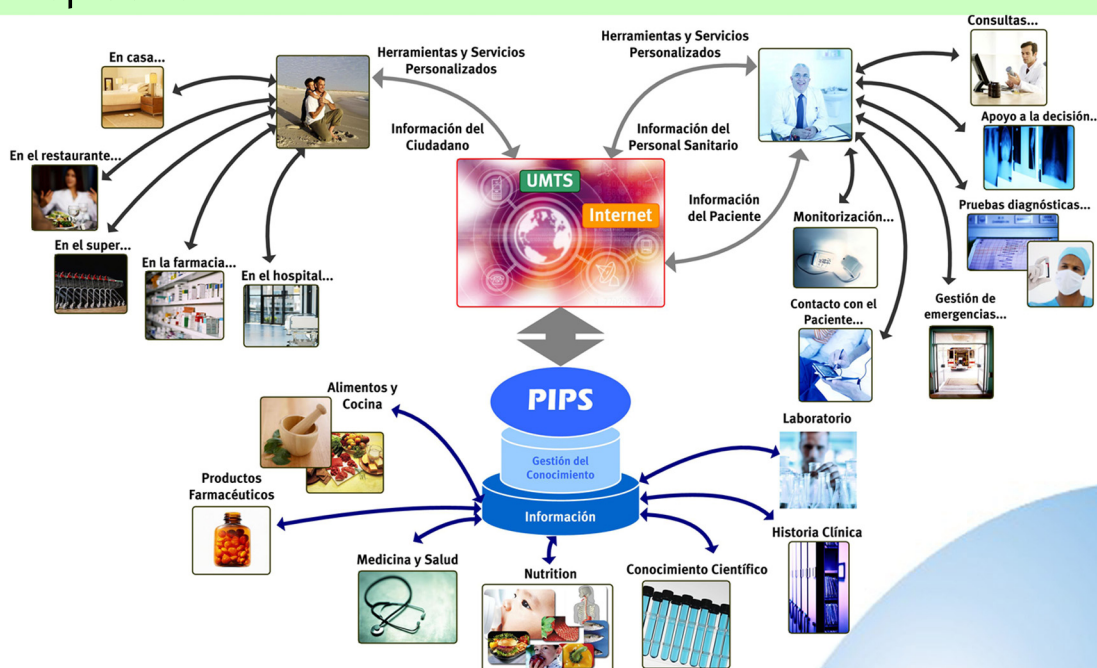 En casa...
Herramientas y Servicios
Personalizados
Herramientas y Servicios
Personalizados
Consultas...
Información del
Ciudadano
Información del
Personal Sanitario
Apoyo a la decisión...
En el restaurante...
UMTS
Internet
Información
del Paciente
Monitorización...
Pruebas diagnósticas...
En el super...
En la farmacia...
En el hospital...
Contacto con el
Paciente...
Gestión de
emergencias...
PIPS
Alimentos y
Cocina
Laboratorio
Gestión del
Conocimiento
Productos
Farmacéuticos
Información
Historia Clínica
Medicina y Salud
Nutrition
Conocimiento Científico